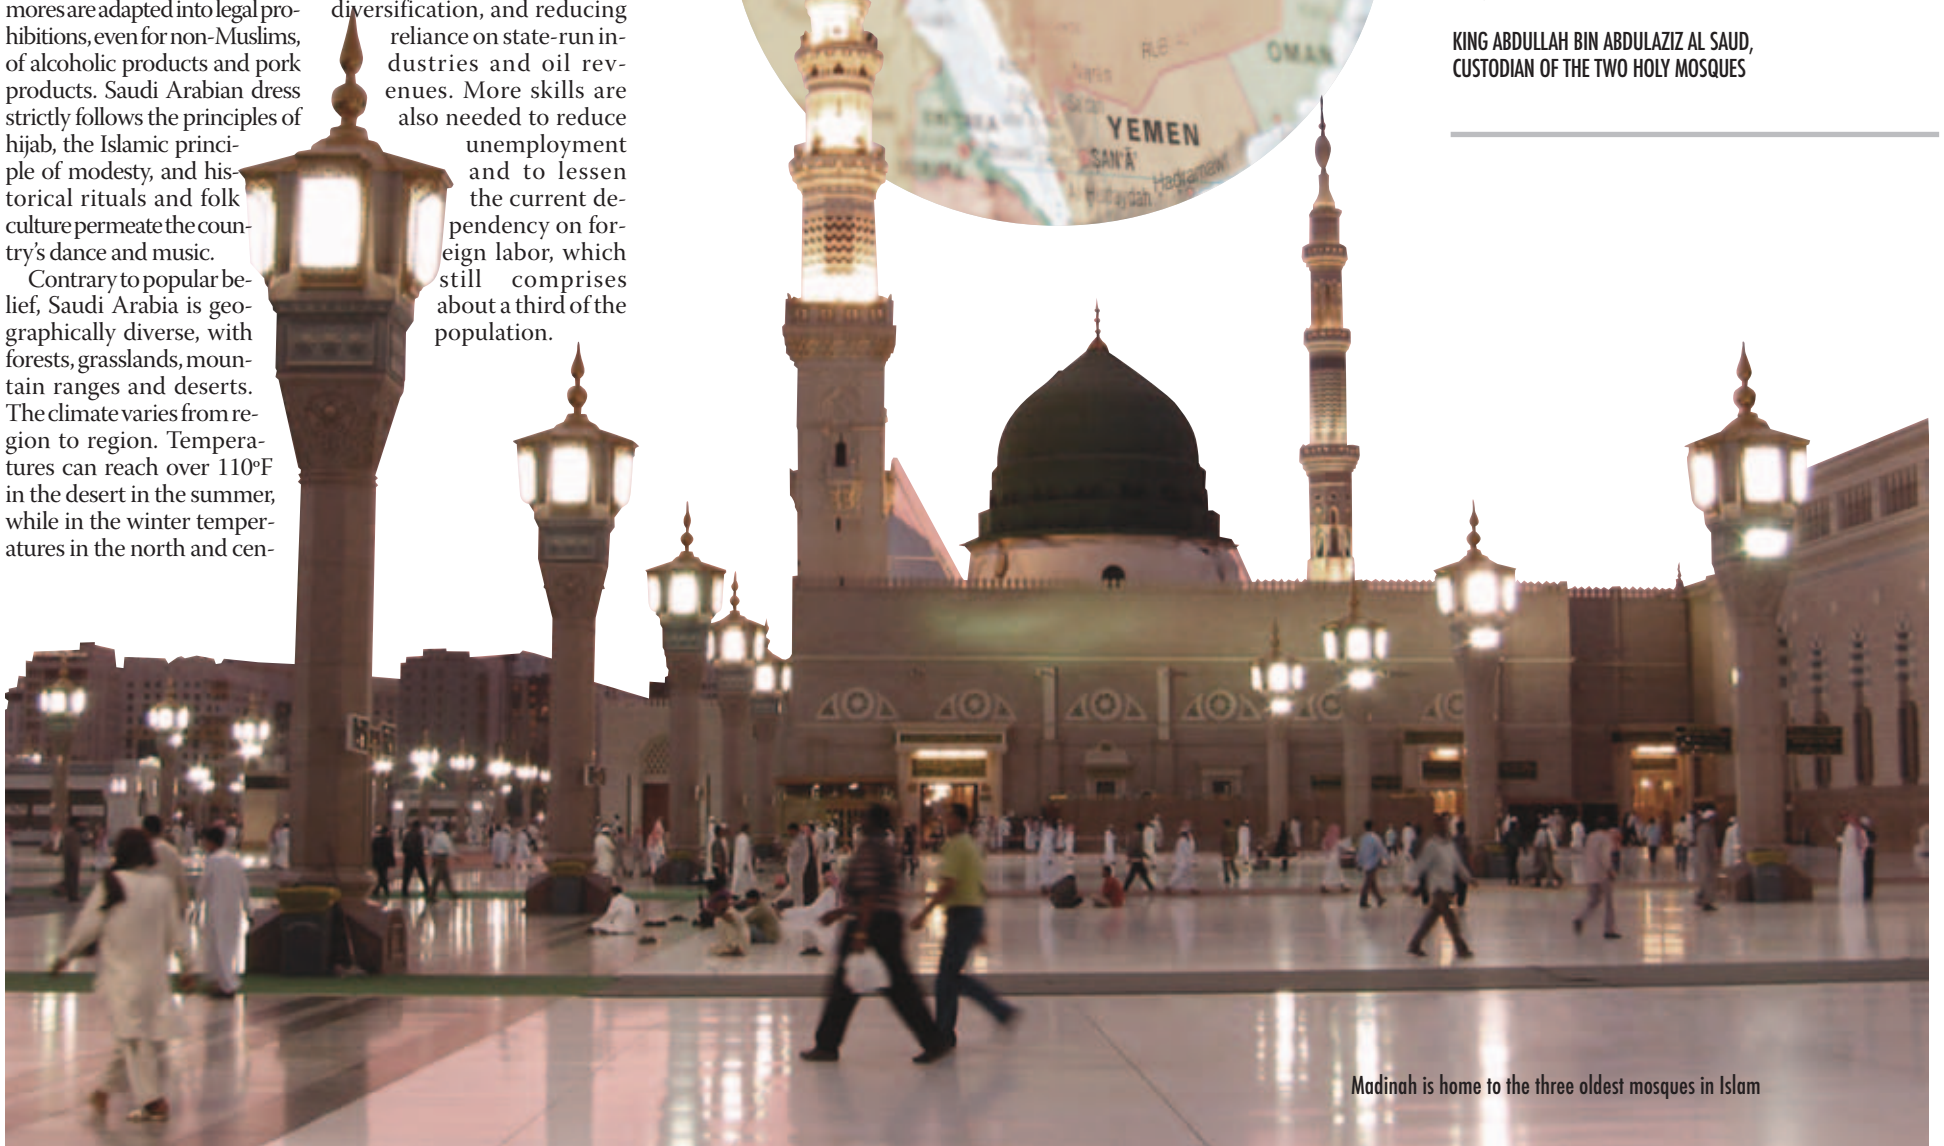 mores are adapted into legal pro-
hibitions, even for non-Muslims,
of alcoholic products and pork
products. Saudi Arabian dress
strictly follows the principles of
hijab, the Islamic princi-
ple of modesty, and his-
torical rituals and folk
culture permeate the coun-
try's dance and music.
Contrary to popular be-
lief, Saudi Arabia is geo-
graphically diverse, with
forests, grasslands, moun-
tain ranges and deserts.
The climate varies from re-
gion to region. Tempera-
tures can reach over 110ºF
in the desert in the summer,
while in the winter temper-
atures in the north and cen-
diversification, and reducing
reliance on state-run in-
dustries and oil rev-
enues. More skills are
also needed to reduce
unemployment
and to lessen
the current de-
pendency on for-
eign labor, which
still comprises
about a third of the
population.
OMAN
YEMEN
SAN'Ā'
Hadramawt
KING ABDULLAH BIN ABDULAZIZ AL SAUD,
CUSTODIAN OF THE TWO HOLY MOSQUES
Madinah is home to the three oldest mosques in Islam